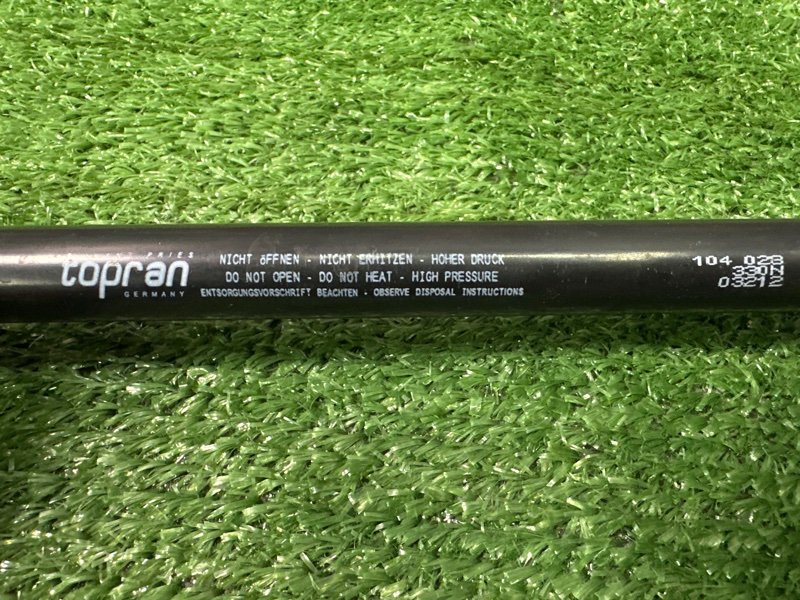 PRIES
topran
GERMANY
NICHT öFFNEN - NICHT ERHITZEN - HOHER DRUCK
DO NOT OPEN - DO NOT HEAT - HIGH PRESSURE
ENTSORGUNGSVORSCHRIFT BEACHTEN - OBSERVE DISPOSAL INSTRUCTIONS
104 028
330N
03212